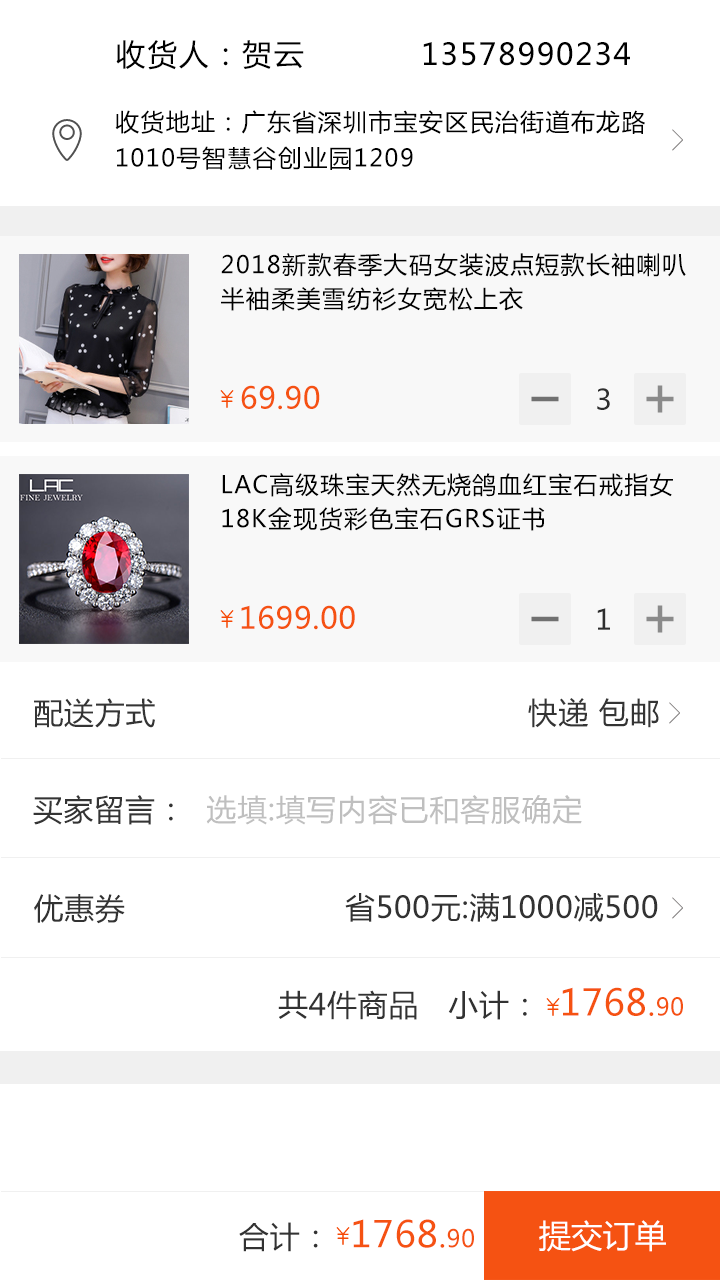 收货人：贺云 13578990234
收货地址：广东省深圳市宝安区民治街道布龙路
1010号智慧谷创业园1209
2018新款春季大码女装波点短款长袖喇叭
半袖柔美雪纺衫女宽松上衣
¥69.90
3
LAC
FINE JEWELRY
LAC高级珠宝天然无烧鸽血红宝石戒指女
18K金现货彩色宝石GRS证书
¥1699.00
1
配送方式 快递 包邮
买家留言： 选填:填写内容已和客服确定
优惠券 省500元:满1000减500
共4件商品 小计：¥1768.90
合计：¥1768.90 提交订单